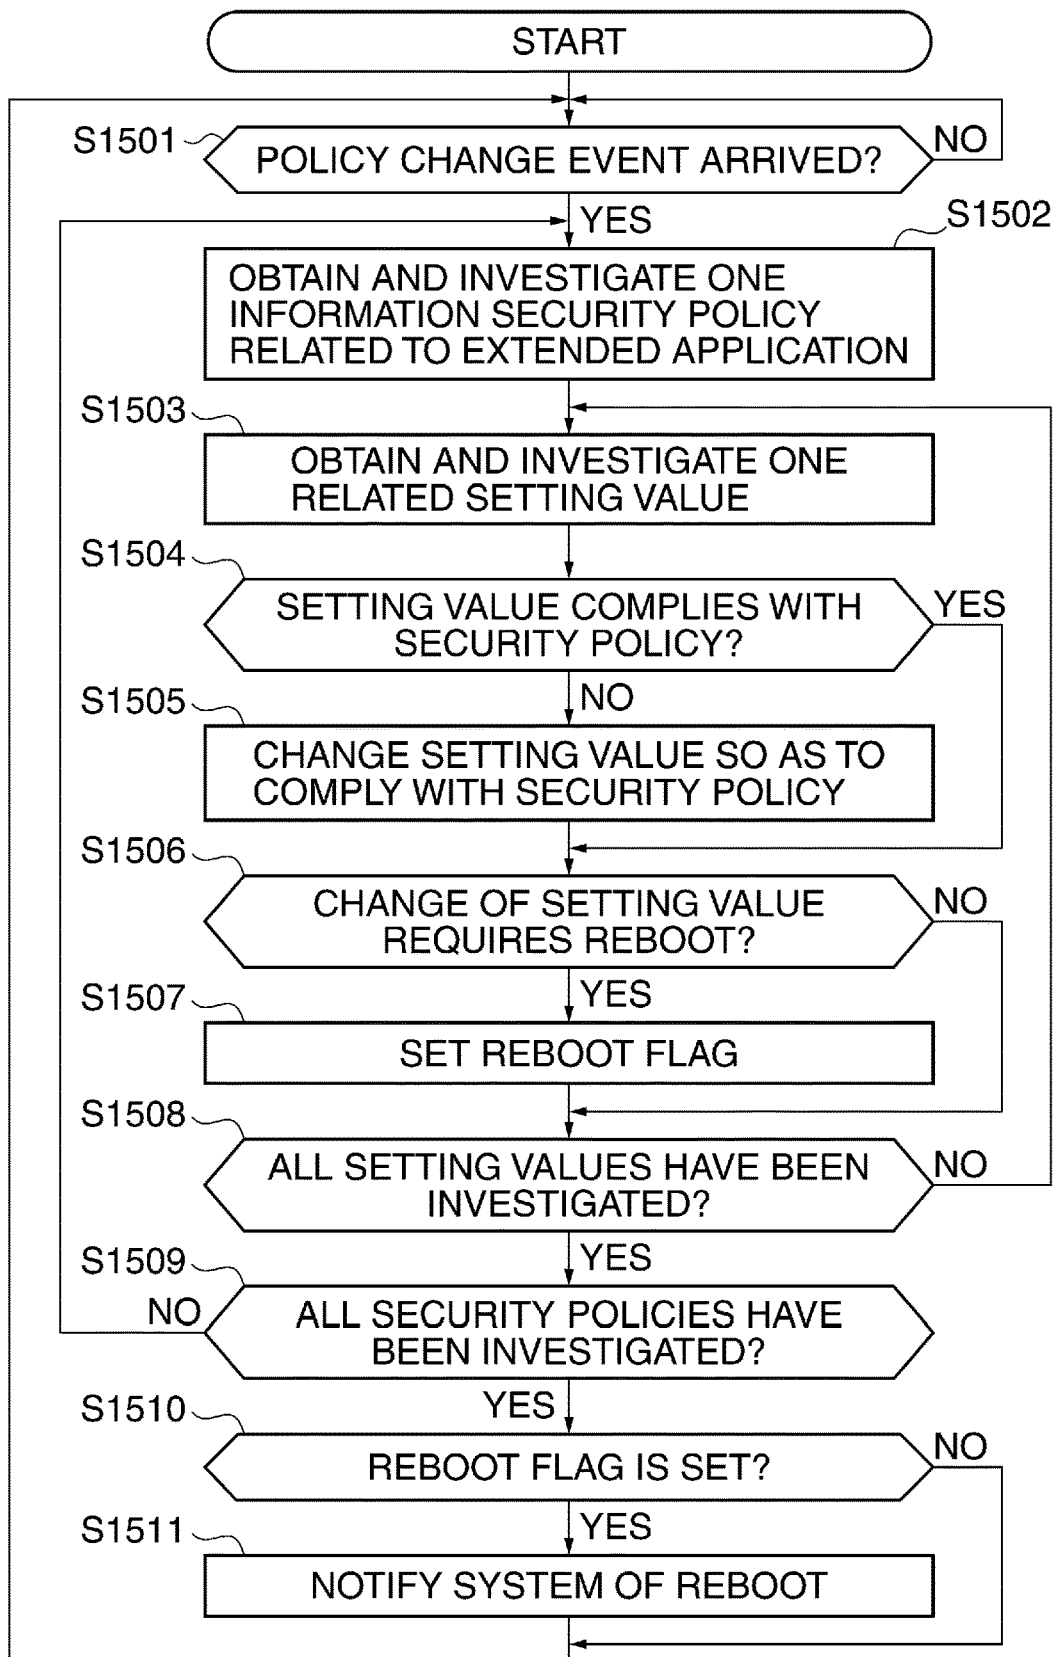 START
S1501
POLICY CHANGE EVENT ARRIVED?
NO
YES
S1502
OBTAIN AND INVESTIGATE ONE
INFORMATION SECURITY POLICY
RELATED TO EXTENDED APPLICATION
S1503
OBTAIN AND INVESTIGATE ONE
RELATED SETTING VALUE
S1504
SETTING VALUE COMPLIES WITH
SECURITY POLICY?
YES
NO
S1505
CHANGE SETTING VALUE SO AS TO
COMPLY WITH SECURITY POLICY
S1506
CHANGE OF SETTING VALUE
REQUIRES REBOOT?
NO
YES
S1507
SET REBOOT FLAG
S1508
ALL SETTING VALUES HAVE BEEN
INVESTIGATED?
NO
YES
S1509
NO
ALL SECURITY POLICIES HAVE
BEEN INVESTIGATED?
YES
S1510
REBOOT FLAG IS SET?
NO
YES
S1511
NOTIFY SYSTEM OF REBOOT